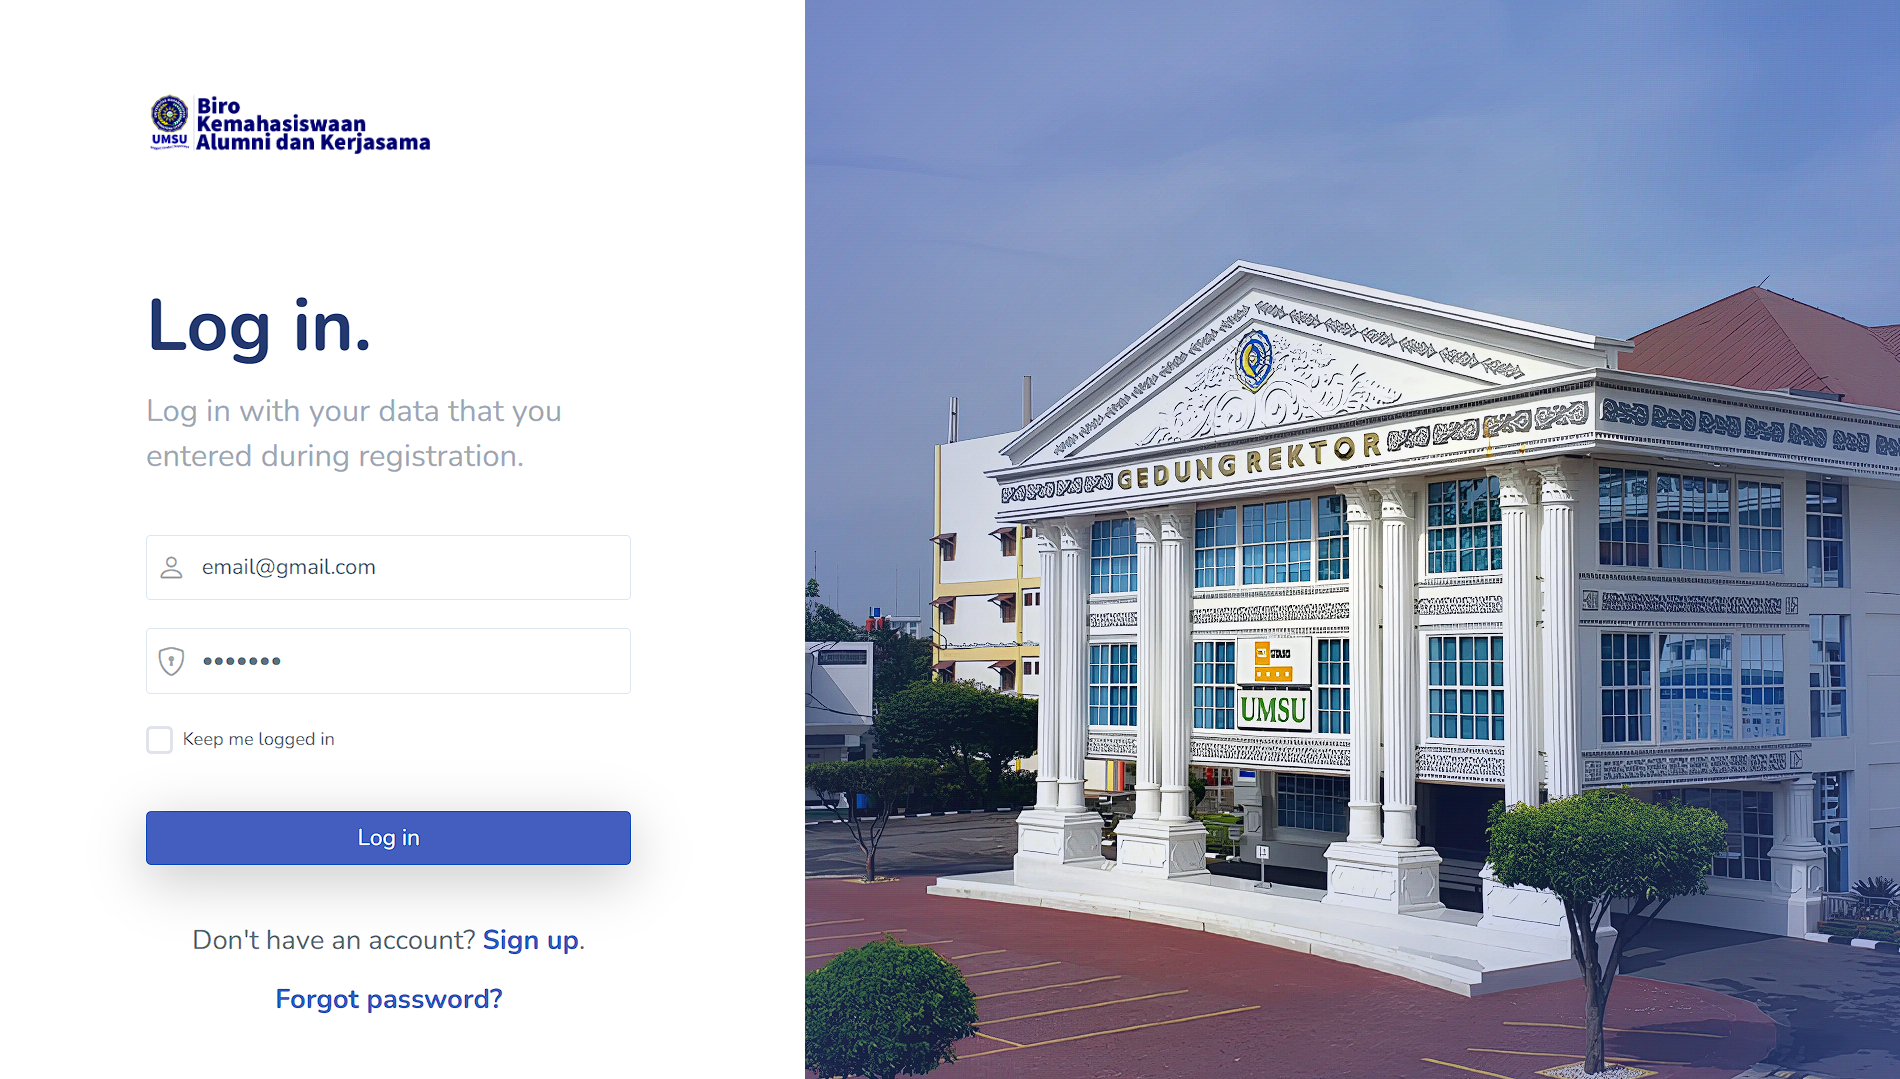 Biro
Kemahasiswaan
UMSU
Alumni dan Kerjasama
Log in.
Log in with your data that you
entered during registration.
email@gmail.com
Keep me logged in
Log in
Don't have an account? Sign up.
Forgot password?
GEDUNG REKTOR
UMSU